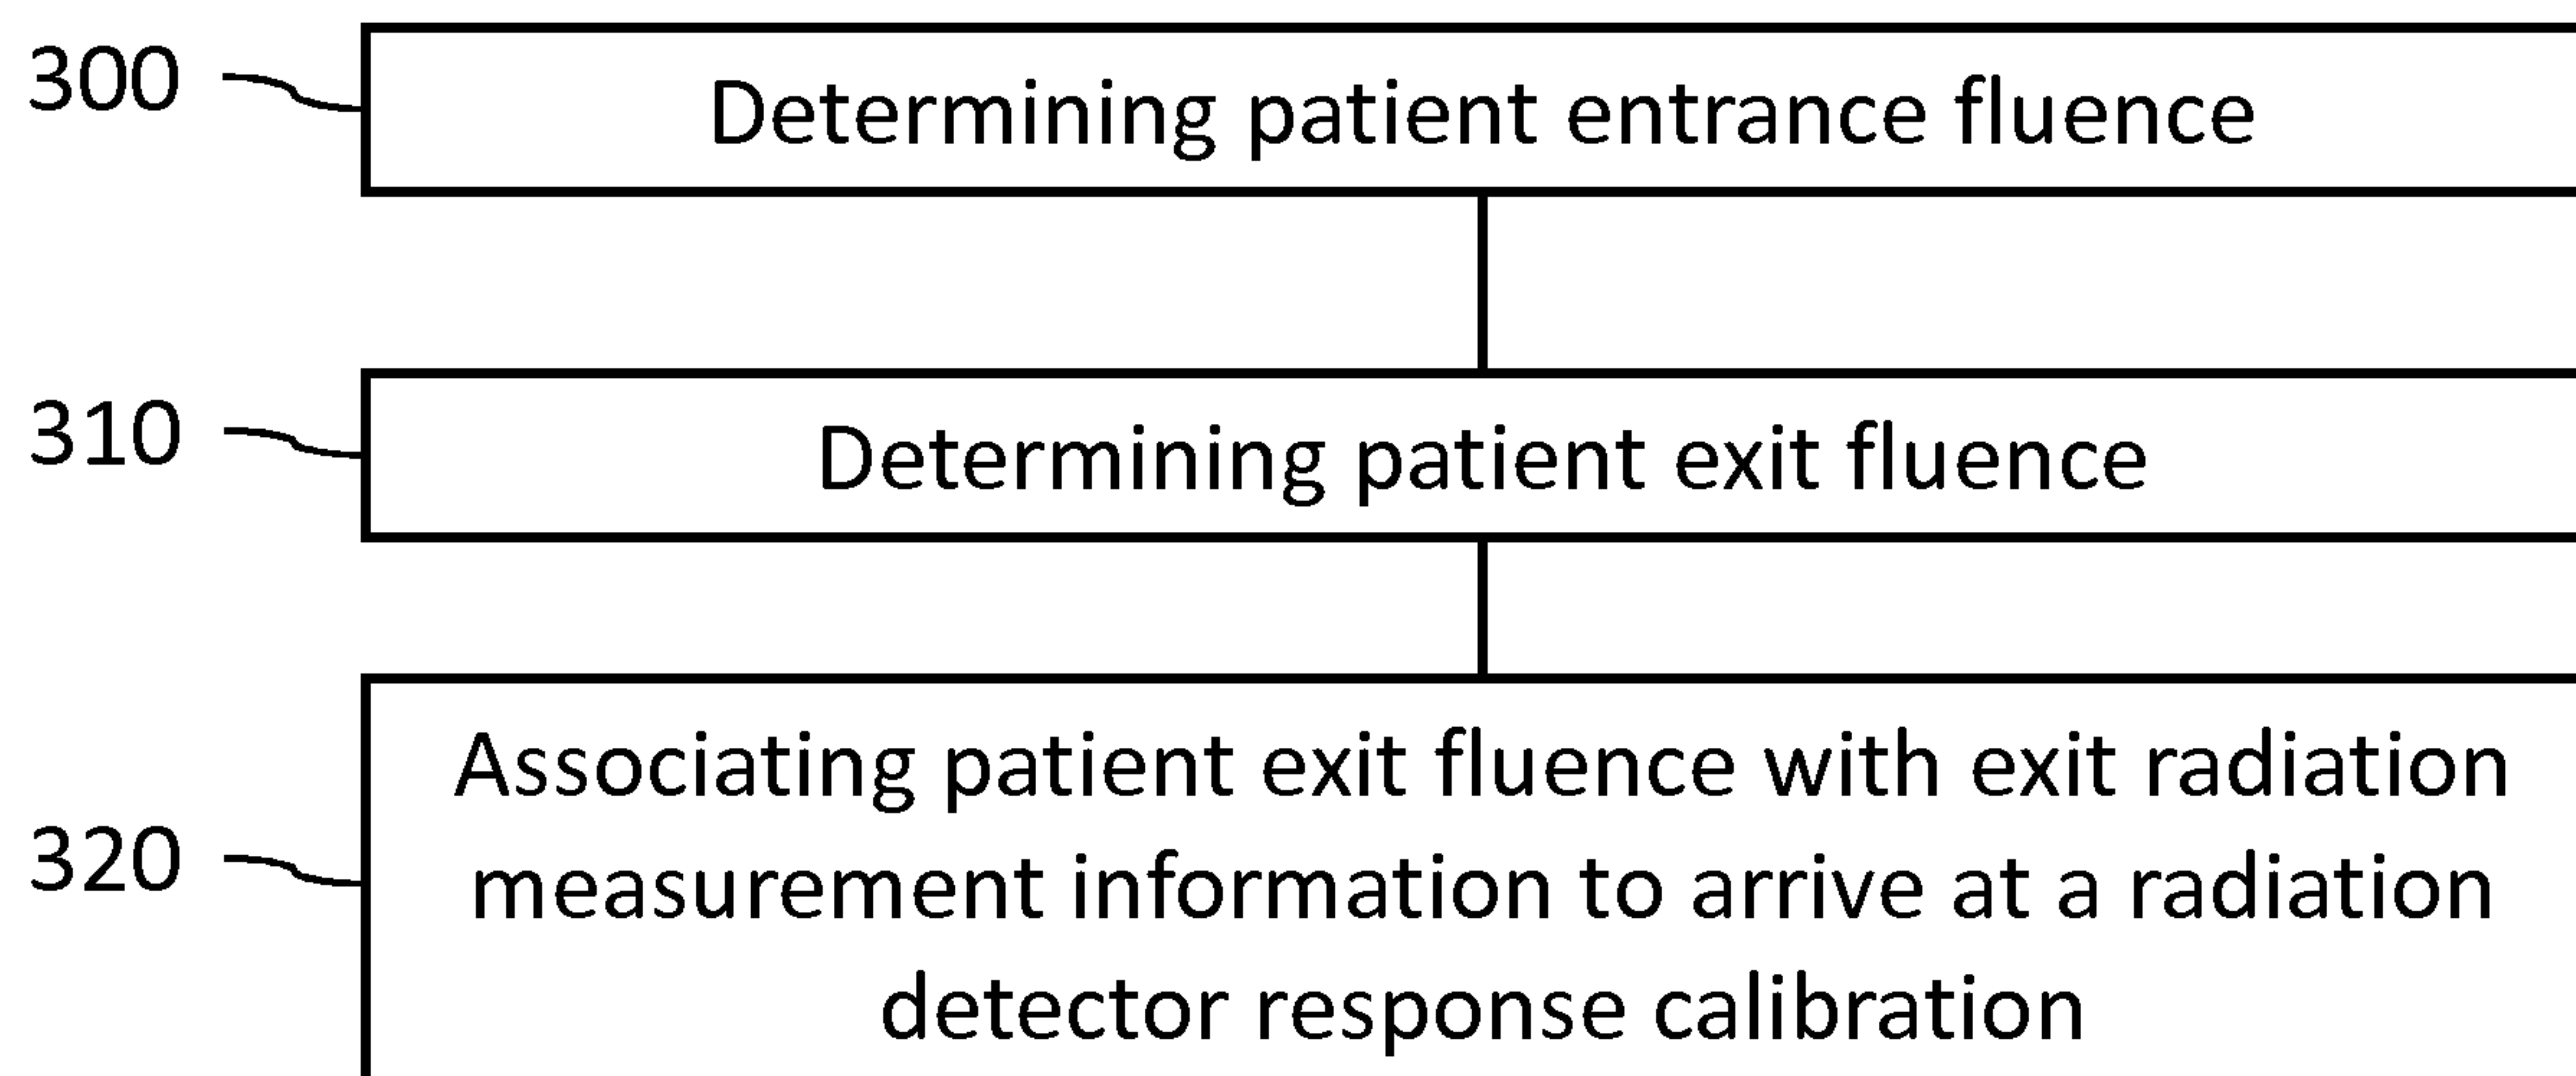 300
Determining patient entrance fluence
310
Determining patient exit fluence
Associating patient exit fluence with exit radiation
320
measurement information to arrive at a radiation
detector response calibration